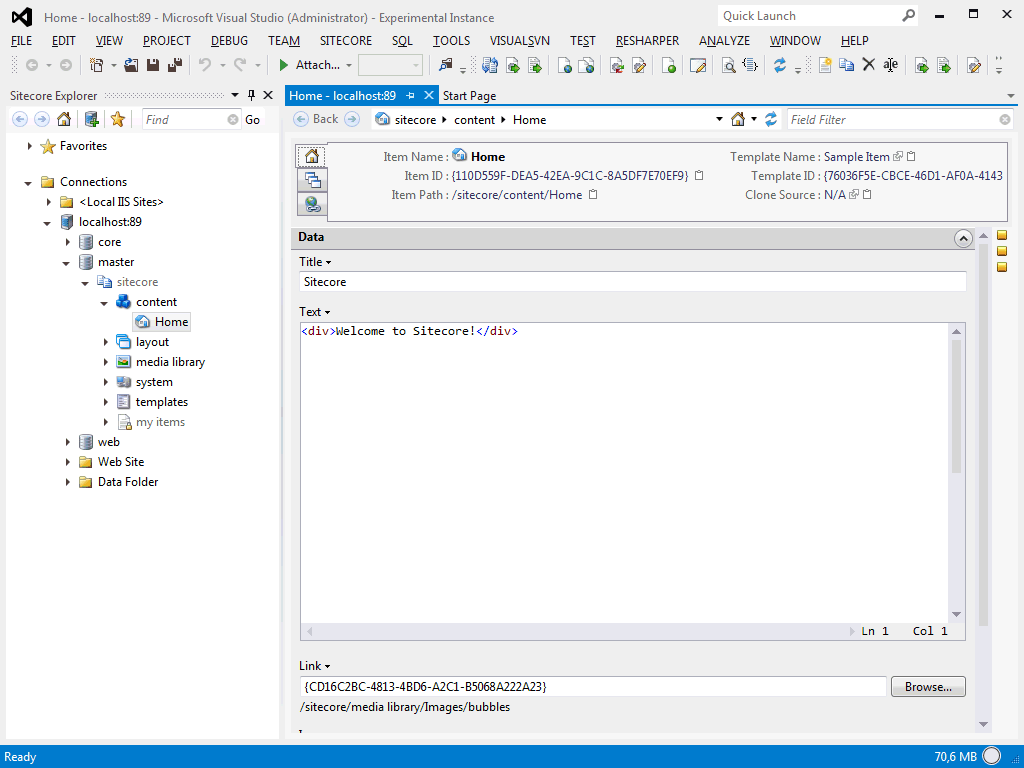 Home - localhost:89 - Microsoft Visual Studio (Administrator) - Experimental Instance
Quick Launch
FILE EDIT VIEW PROJECT DEBUG TEAM SITECORE SQL TOOLS VISUALSVN TEST RESHARPER ANALYZE WINDOW HELP
Attach...
Sitecore Explorer
Find
Go
Favorites
Connections
<Local IIS Sites>
localhost:89
core
master
sitecore
content
Home
layout
media library
system
templates
my items
web
Web Site
Data Folder
Home - localhost:89
Start Page
Back
sitecore content Home
Field Filter
Item Name : Home
Template Name : Sample Item
Item ID : {110D559F-DEA5-42EA-9C1C-8A5DF7E70EF9}
Template ID : {76036F5E-CBCE-46D1-AF0A-4143
Item Path : /sitecore/content/Home
Clone Source : N/A
Data
Title
Sitecore
Text
<div>Welcome to Sitecore!</div>
Ln 1 Col 1
Link
{CD16C2BC-4813-4BD6-A2C1-B5068A222A23}
Browse...
/sitecore/media library/Images/bubbles
Ready
70,6 MB